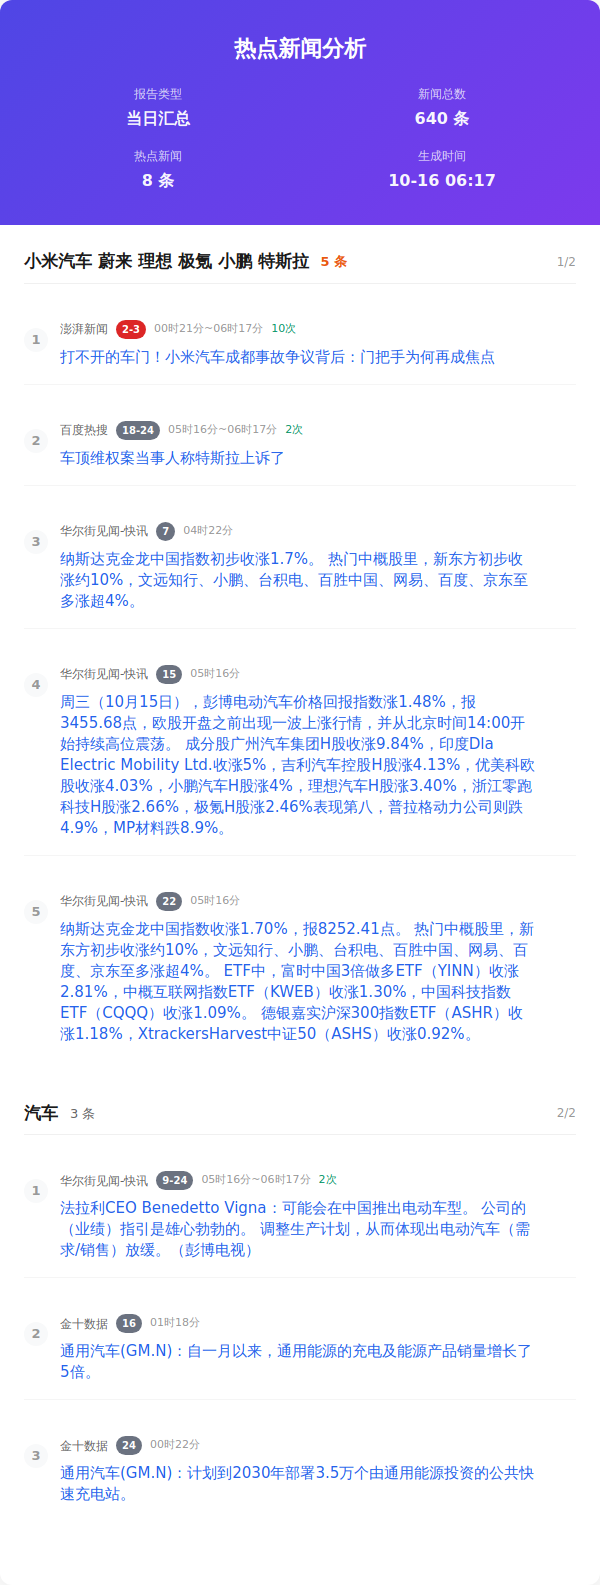 热点新闻分析
报告类型
新闻总数
当日汇总
640 条
热点新闻
生成时间
8 条
10-16 06:17
小米汽车 蔚来 理想 极氪 小鹏 特斯拉 5 条 1/2
1 澎湃新闻 2-3 00时21分~06时17分 10次
打不开的车门！小米汽车成都事故争议背后：门把手为何再成焦点
2 百度热搜 18-24 05时16分~06时17分 2次
车顶维权案当事人称特斯拉上诉了
3 华尔街见闻-快讯 7 04时22分
纳斯达克金龙中国指数初步收涨1.7%。 热门中概股里，新东方初步收
涨约10%，文远知行、小鹏、台积电、百胜中国、网易、百度、京东至
多涨超4%。
4 华尔街见闻-快讯 15 05时16分
周三（10月15日），彭博电动汽车价格回报指数涨1.48%，报
3455.68点，欧股开盘之前出现一波上涨行情，并从北京时间14:00开
始持续高位震荡。 成分股广州汽车集团H股收涨9.84%，印度Dla
Electric Mobility Ltd.收涨5%，吉利汽车控股H股涨4.13%，优美科欧
股收涨4.03%，小鹏汽车H股涨4%，理想汽车H股涨3.40%，浙江零跑
科技H股涨2.66%，极氪H股涨2.46%表现第八，普拉格动力公司则跌
4.9%，MP材料跌8.9%。
5 华尔街见闻-快讯 22 05时16分
纳斯达克金龙中国指数收涨1.70%，报8252.41点。 热门中概股里，新
东方初步收涨约10%，文远知行、小鹏、台积电、百胜中国、网易、百
度、京东至多涨超4%。 ETF中，富时中国3倍做多ETF（YINN）收涨
2.81%，中概互联网指数ETF（KWEB）收涨1.30%，中国科技指数
ETF（CQQQ）收涨1.09%。 德银嘉实沪深300指数ETF（ASHR）收
涨1.18%，XtrackersHarvest中证50（ASHS）收涨0.92%。
汽车 3 条 2/2
1 华尔街见闻-快讯 9-24 05时16分~06时17分 2次
法拉利CEO Benedetto Vigna：可能会在中国推出电动车型。 公司的
（业绩）指引是雄心勃勃的。 调整生产计划，从而体现出电动汽车（需
求/销售）放缓。（彭博电视）
2 金十数据 16 01时18分
通用汽车(GM.N)：自一月以来，通用能源的充电及能源产品销量增长了
5倍。
3 金十数据 24 00时22分
通用汽车(GM.N)：计划到2030年部署3.5万个由通用能源投资的公共快
速充电站。